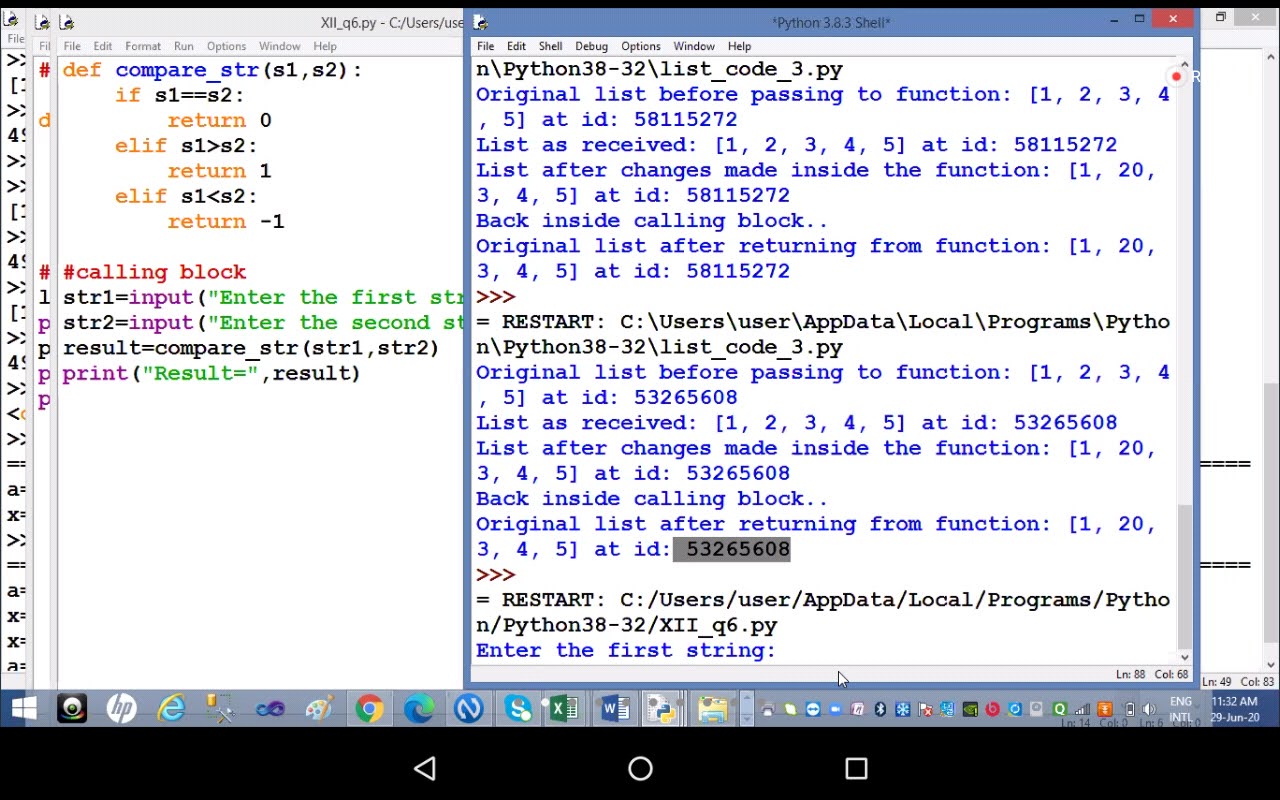 XII_q6.py - C:/Users/use
File Edit Format Run Options Window Help
def compare_str(s1,s2):
if s1==s2:
return 0
elif s1>s2:
return 1
elif s1<s2:
return -1
#calling block
str1=input("Enter the first str
str2=input("Enter the second st
result=compare_str(str1,str2)
print("Result=",result)
*Python 3.8.3 Shell*
File Edit Shell Debug Options Window Help
n\Python38-32\list_code_3.py
Original list before passing to function: [1, 2, 3, 4
, 5] at id: 58115272
List as received: [1, 2, 3, 4, 5] at id: 58115272
List after changes made inside the function: [1, 20,
3, 4, 5] at id: 58115272
Back inside calling block..
Original list after returning from function: [1, 20,
3, 4, 5] at id: 58115272
>>>
= RESTART: C:\Users\user\AppData\Local\Programs\Pytho
n\Python38-32\list_code_3.py
Original list before passing to function: [1, 2, 3, 4
, 5] at id: 53265608
List as received: [1, 2, 3, 4, 5] at id: 53265608
List after changes made inside the function: [1, 20,
3, 4, 5] at id: 53265608
Back inside calling block..
Original list after returning from function: [1, 20,
3, 4, 5] at id: 53265608
>>>
= RESTART: C:/Users/user/AppData/Local/Programs/Pytho
n/Python38-32/XII_q6.py
Enter the first string:
Ln: 88 Col: 68
Ln: 49 Col: 83
ENG
INTL
11:32 AM
29-Jun-20
Ln: 14 Col: 0